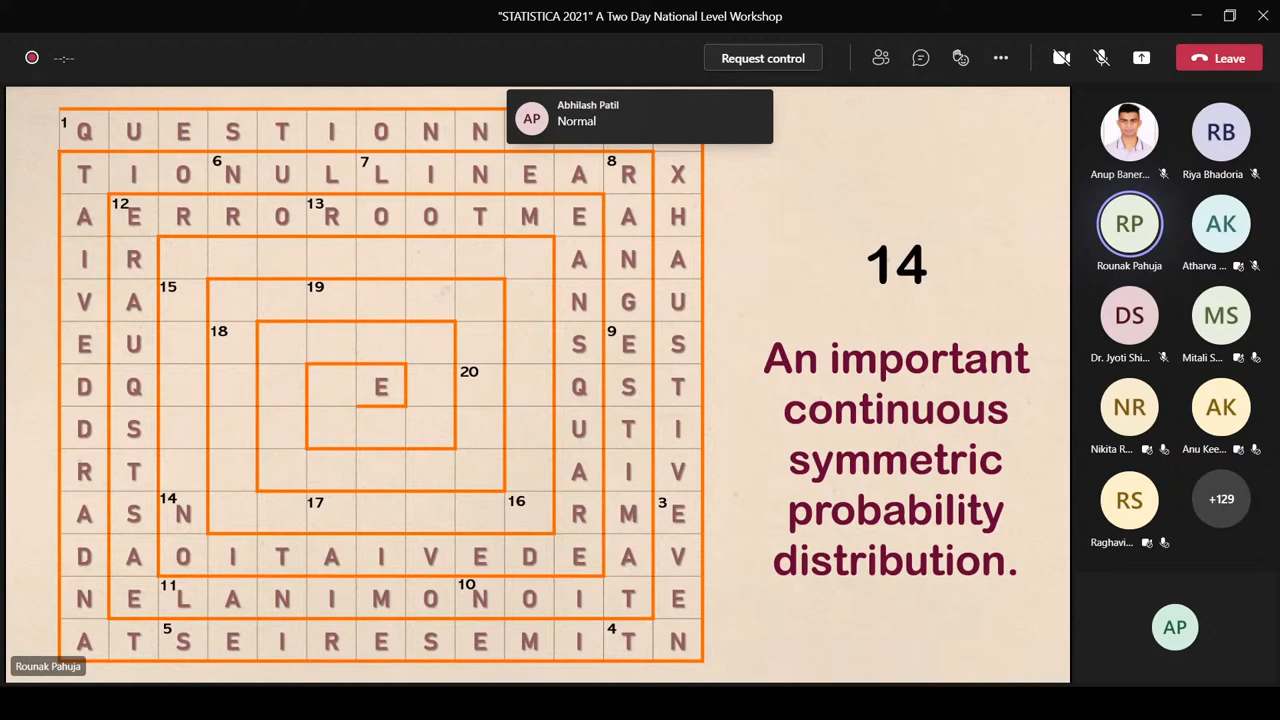 "STATISTICA 2021" A Two Day National Level Workshop
--:--
Request control
Leave
Abhilash Patil
AP
Normal
1 Q U E S T I O N N
T I O 6 N U L 7 L I N E A 8 R X
A 12 E R R O 13 R O O T M E A H
I R A N A
V A 15 19 N G U
E U 18 S 9 E S
D Q E 20 Q S T
D S U T I
R T A I V
A S 14 N 17 16 R M 3 E
D A O I T A I V E D E A V
N E 11 L A N I M O 10 N O I T E
A T 5 S E I R E S E M I 4 T N
14
An important
continuous
symmetric
probability
distribution.
Rounak Pahuja
Anup Baner...
RB
Riya Bhadoria
RP
Rounak Pahuja
AK
Atharva ...
DS
Dr. Jyoti Shi...
MS
Mitali S...
NR
Nikita R...
AK
Anu Kee...
RS
Raghavi...
+129
AP